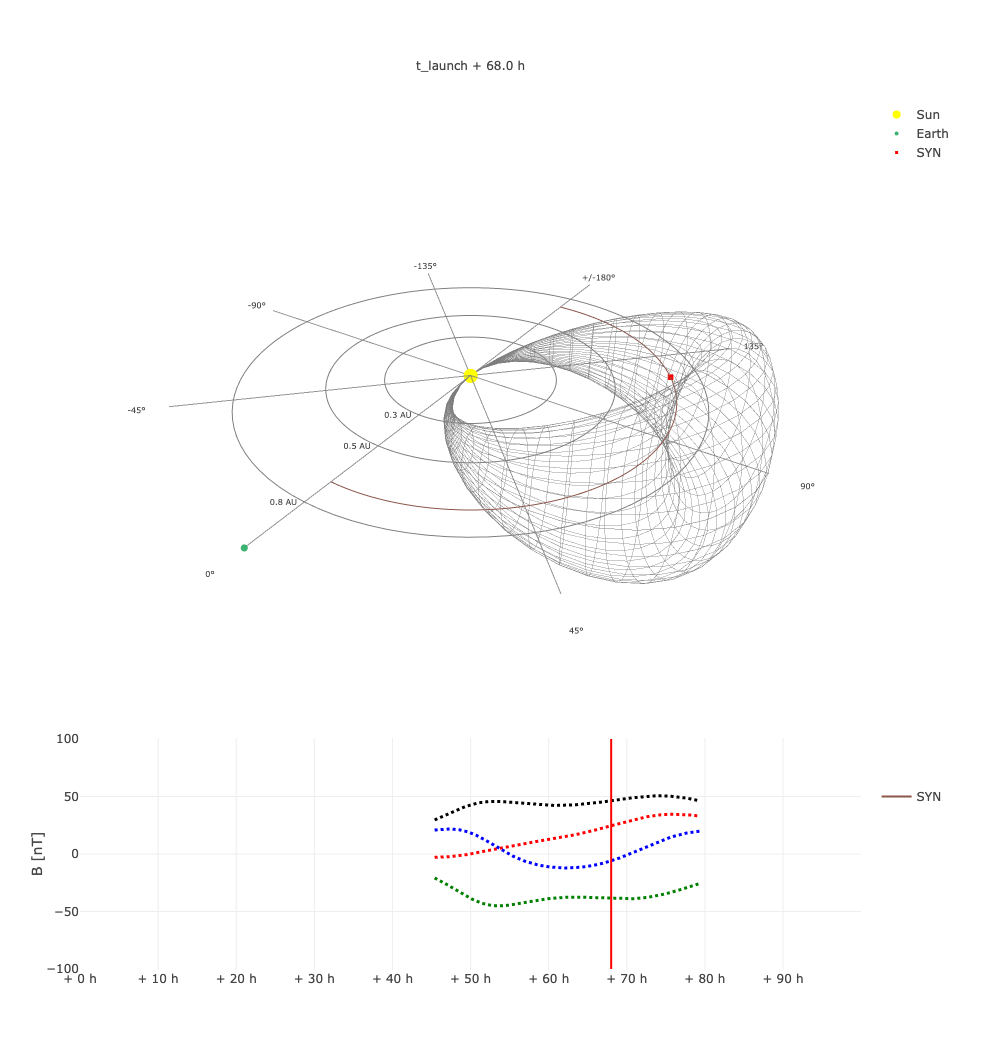 t_launch + 68.0 h
Sun
Earth
SYN
-135°
+/-180°
-90°
135°
-45°
0.3 AU
0.5 AU
90°
0.8 AU
0°
45°
100
50
0
−50
−100
B [nT]
SYN
+ 0 h
+ 10 h
+ 20 h
+ 30 h
+ 40 h
+ 50 h
+ 60 h
+ 70 h
+ 80 h
+ 90 h